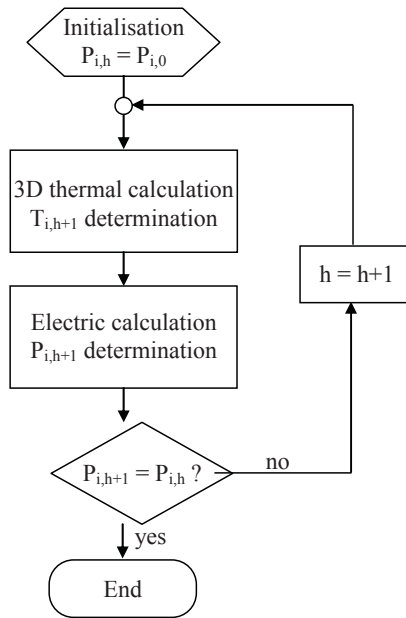 Initialisation
P_{i,h} = P_{i,0}
3D thermal calculation
T_{i,h+1} determination
Electric calculation
P_{i,h+1} determination
h = h+1
P_{i,h+1} = P_{i,h} ?
no
yes
End